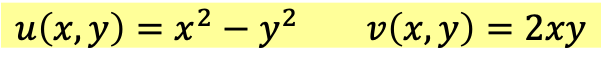 u(x, y) = x² − y² v(x, y) = 2xy